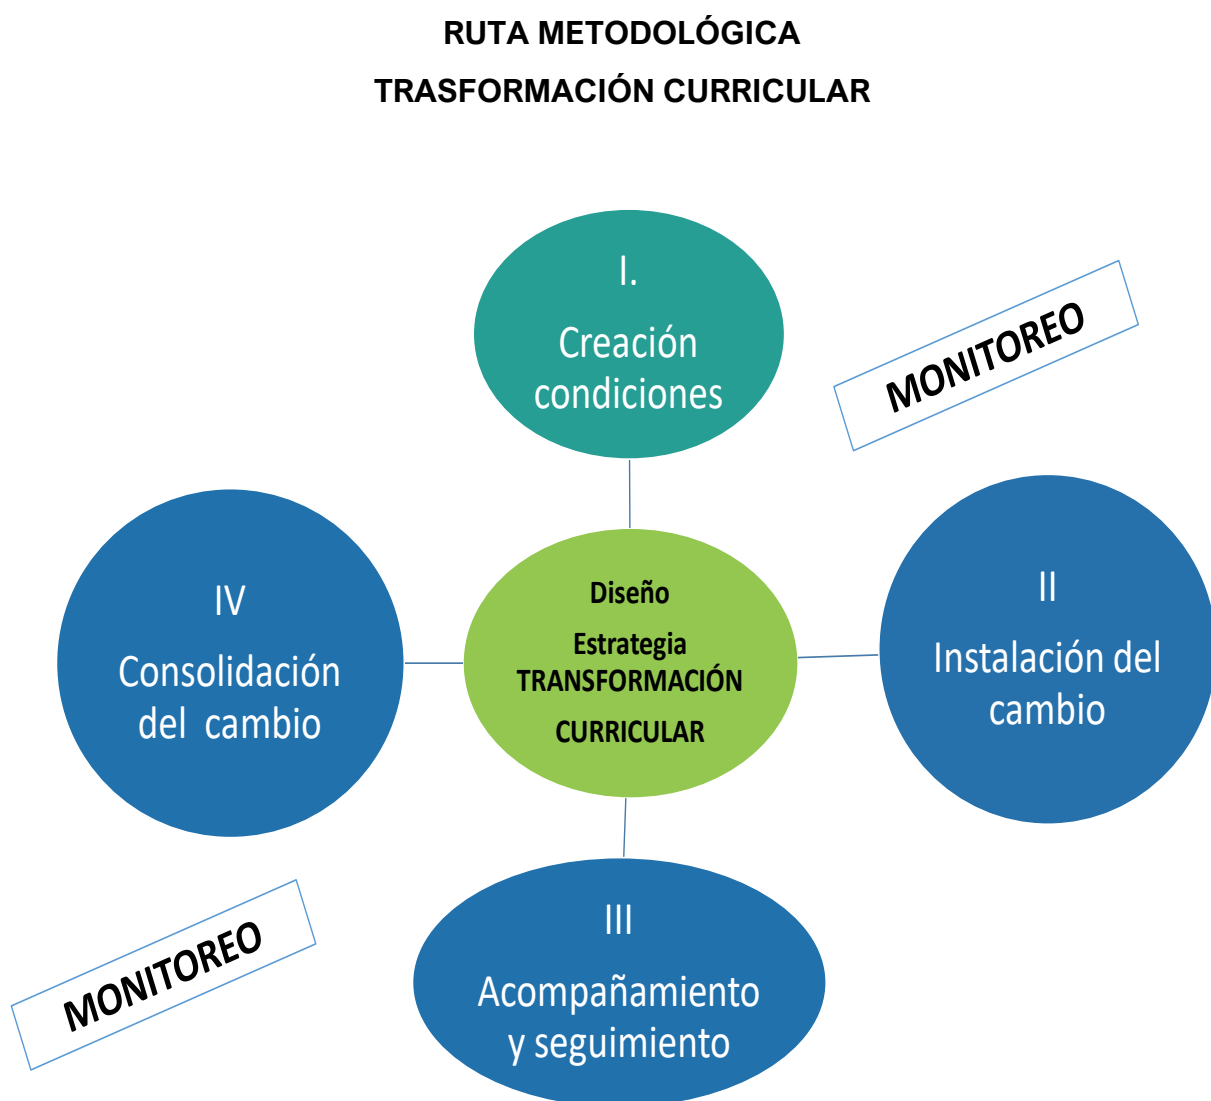 RUTA METODOLÓGICA
TRASFORMACIÓN CURRICULAR
I.
Creación
condiciones
MONITOREO
II
Instalación del
cambio
Diseño
Estrategia
TRANSFORMACIÓN
CURRICULAR
IV
Consolidación
del cambio
III
Acompañamiento
y seguimiento
MONITOREO